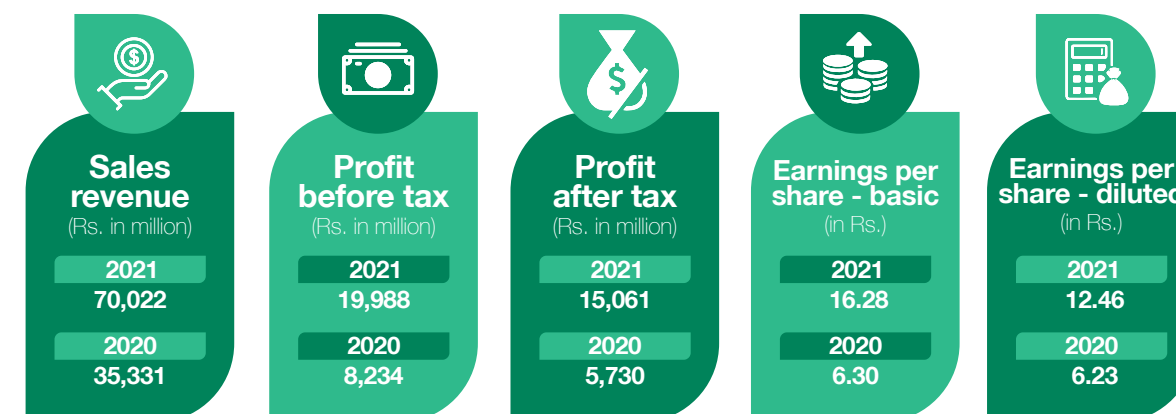 Sales
revenue
(Rs. in million)
2021
70,022
2020
35,331
Profit
before tax
(Rs. in million)
2021
19,988
2020
8,234
Profit
after tax
(Rs. in million)
2021
15,061
2020
5,730
Earnings per
share - basic
(in Rs.)
2021
16.28
2020
6.30
Earnings per
share - diluted
(in Rs.)
2021
12.46
2020
6.23